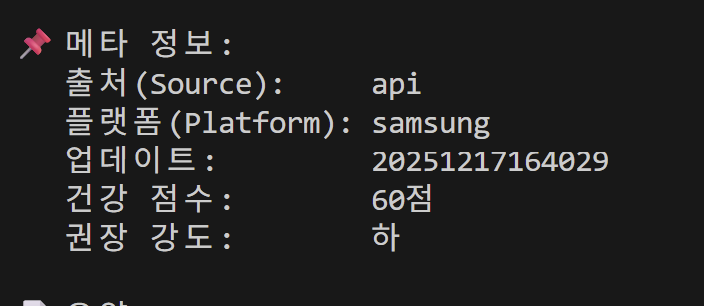 📌 메타 정보:
출처(Source): api
플랫폼(Platform): samsung
업데이트: 20251217164029
건강 점수: 60점
권장 강도: 하